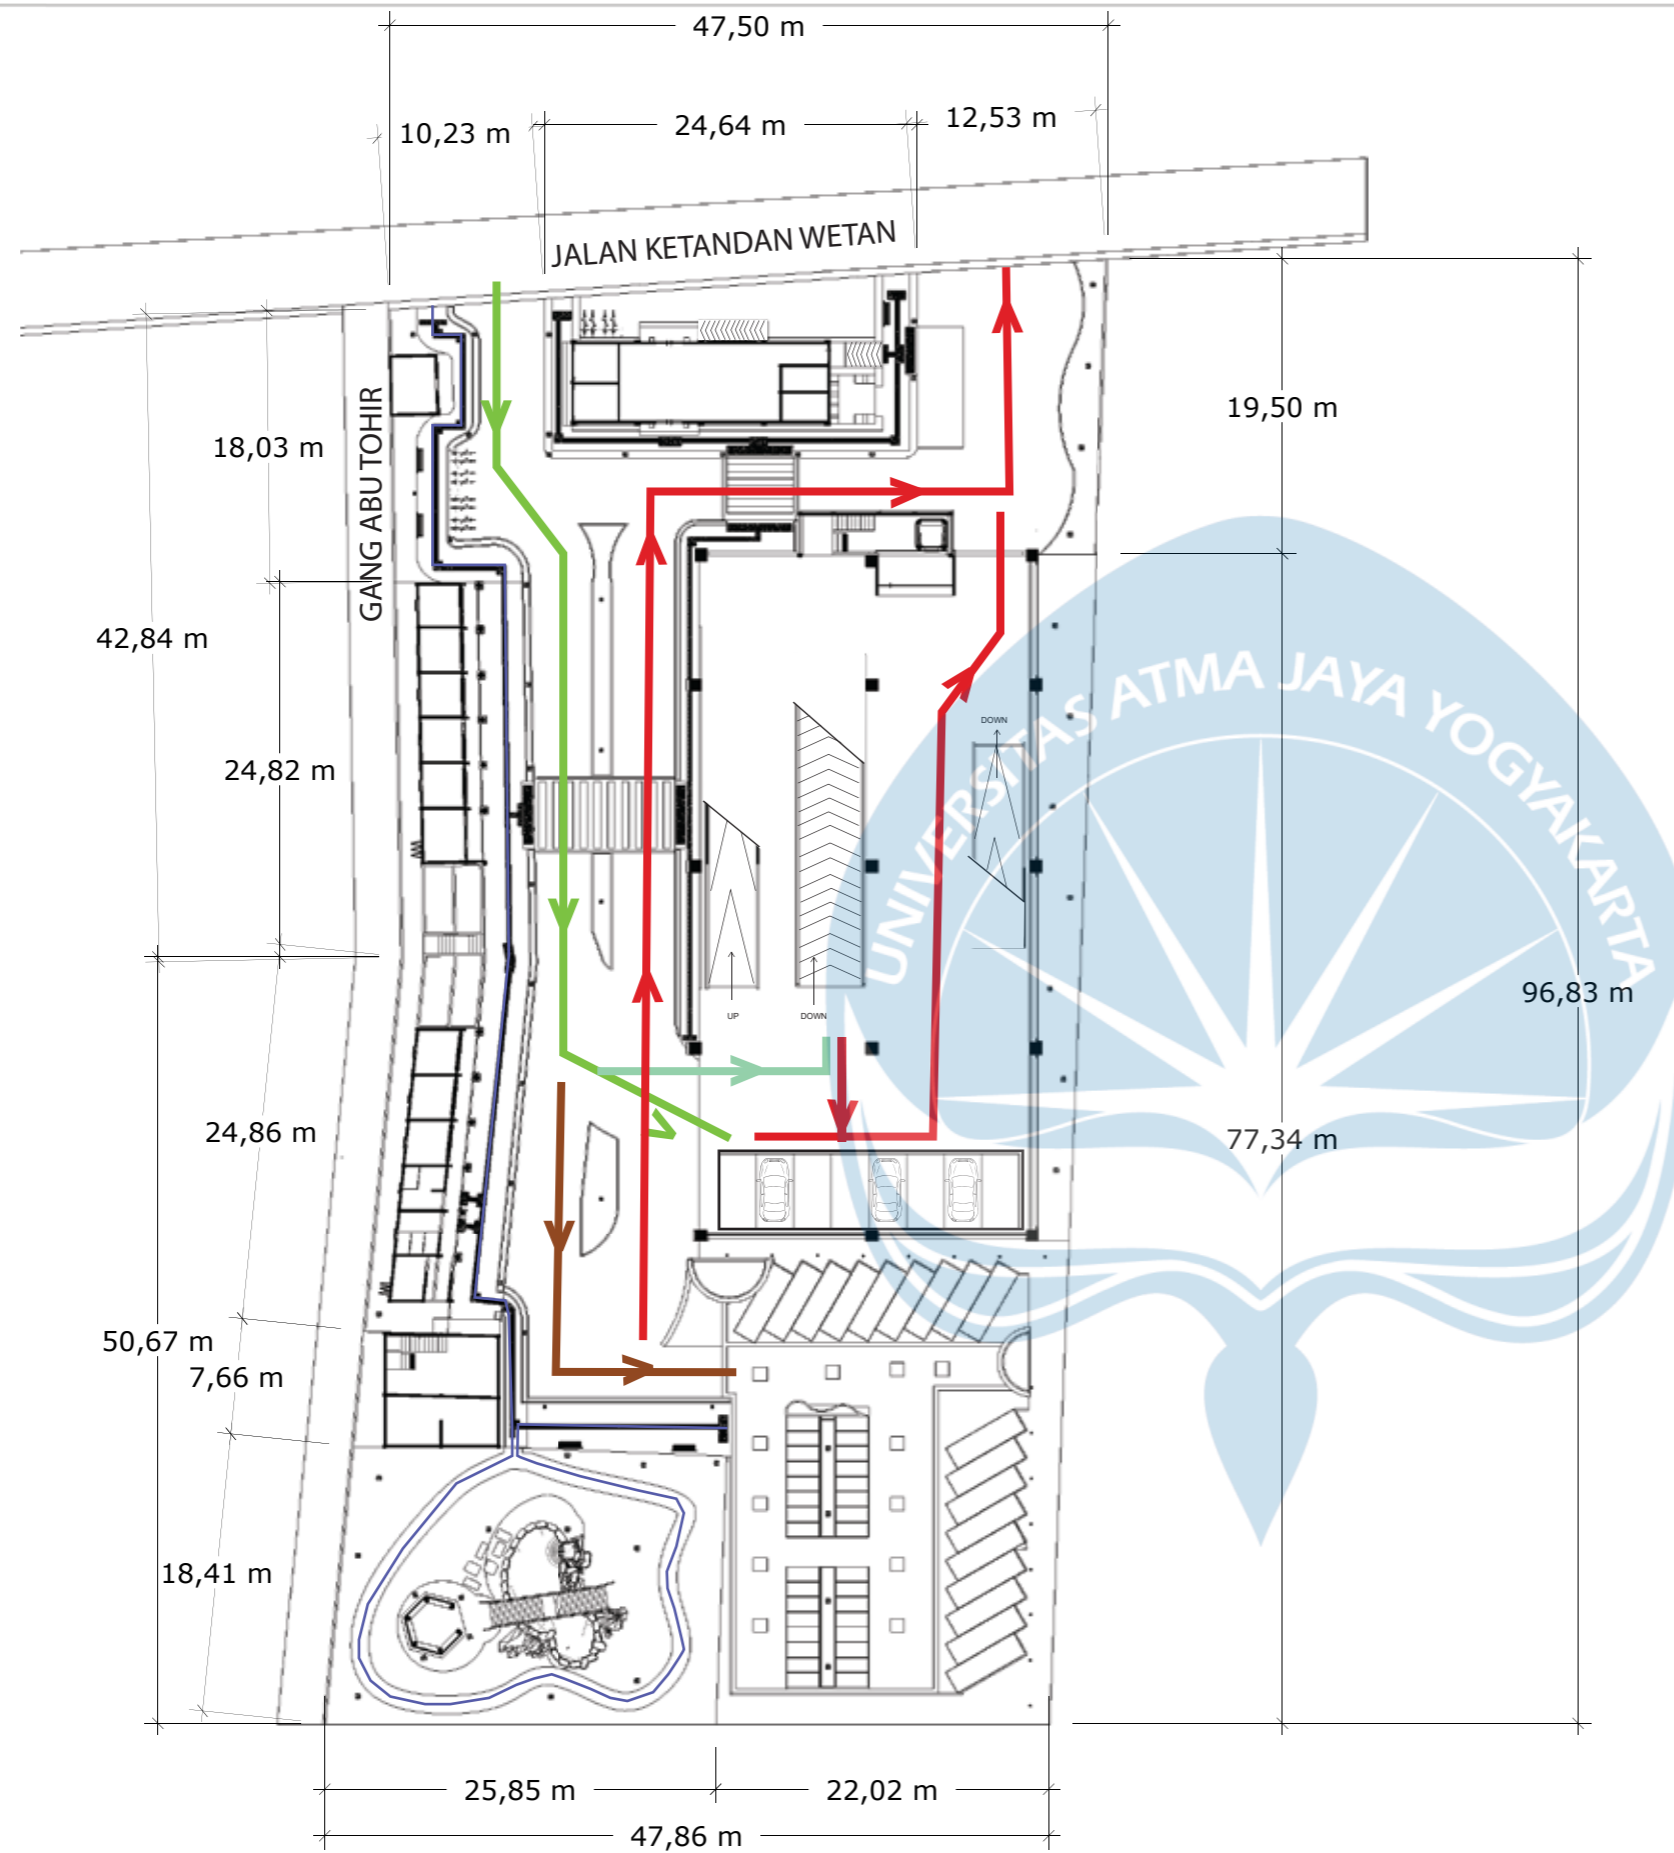 47,50 m
10,23 m
24,64 m
12,53 m
JALAN KETANDAN WETAN
GANG ABU TOHIR
19,50 m
18,03 m
42,84 m
24,82 m
DOWN
UNIVERSITAS ATMA JAYA YOGYAKARTA
96,83 m
UP
DOWN
24,86 m
77,34 m
50,67 m
7,66 m
18,41 m
25,85 m
22,02 m
47,86 m